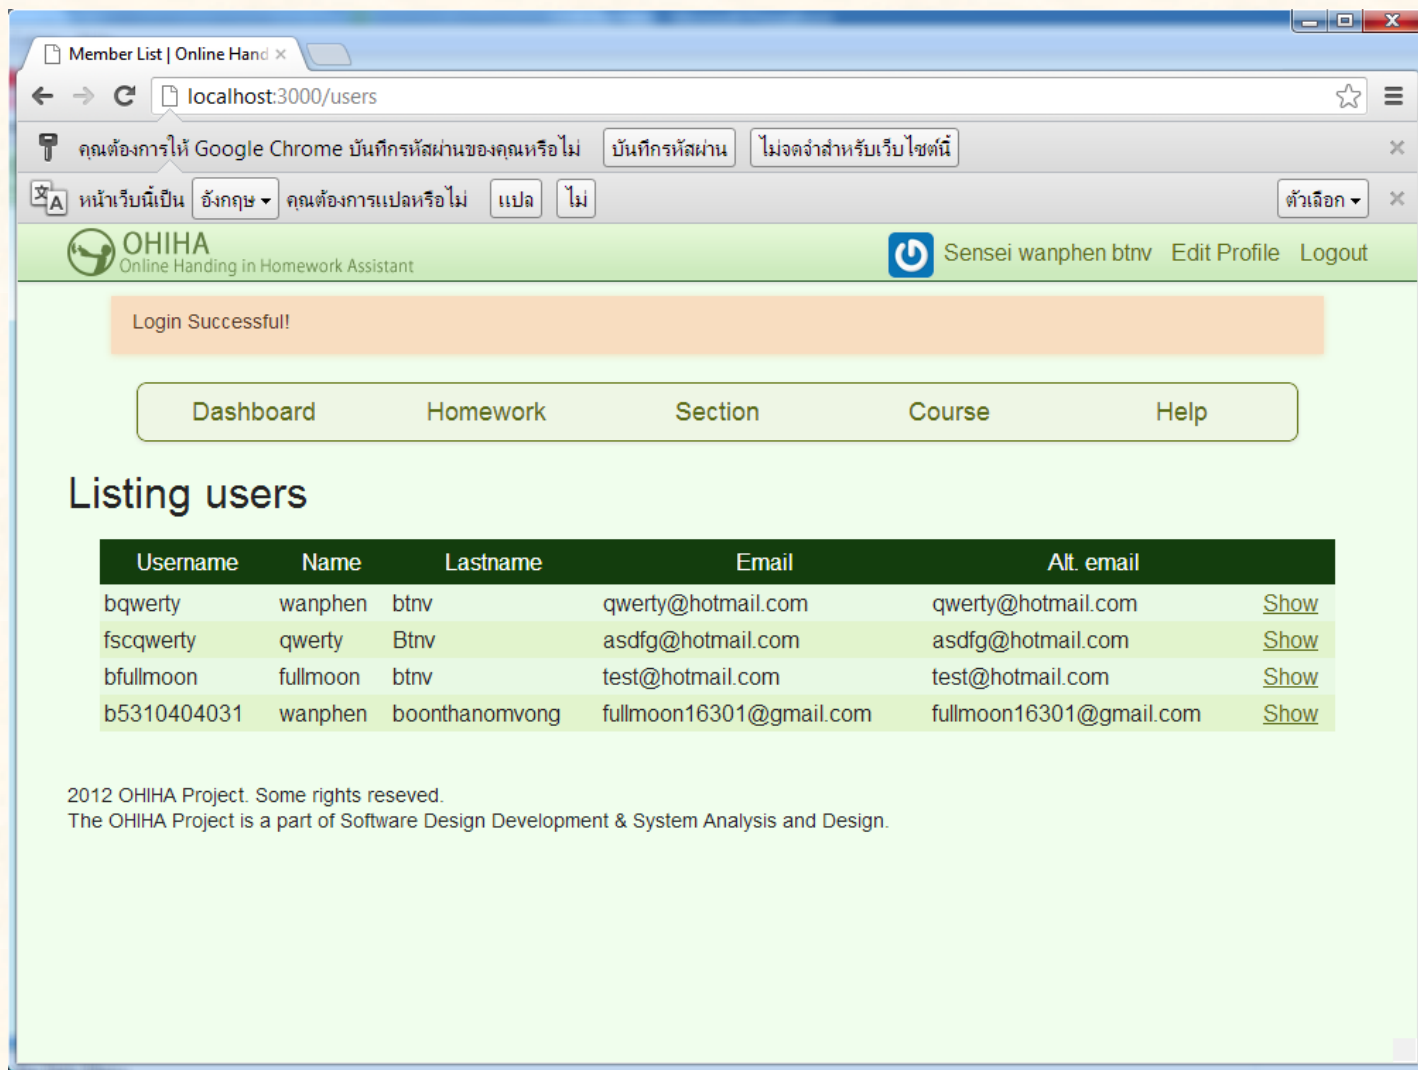 Member List | Online Hand
localhost:3000/users
คุณต้องการให้ Google Chrome บันทึกรหัสผ่านของคุณหรือไม่ บันทึกรหัสผ่าน ไม่จดจำสำหรับเว็บไซต์นี้
หน้าเว็บนี้เป็น อังกฤษ คุณต้องการแปลหรือไม่ แปล ไม่ ตัวเลือก
OHIHA
Online Handing in Homework Assistant
Sensei wanphen btnv Edit Profile Logout
Login Successful!
Dashboard Homework Section Course Help
Listing users
Username Name Lastname Email Alt. email
bqwerty wanphen btnv qwerty@hotmail.com qwerty@hotmail.com Show
fscqwerty qwerty Btnv asdfg@hotmail.com asdfg@hotmail.com Show
bfullmoon fullmoon btnv test@hotmail.com test@hotmail.com Show
b5310404031 wanphen boonthanomvong fullmoon16301@gmail.com fullmoon16301@gmail.com Show
2012 OHIHA Project. Some rights reseved.
The OHIHA Project is a part of Software Design Development & System Analysis and Design.